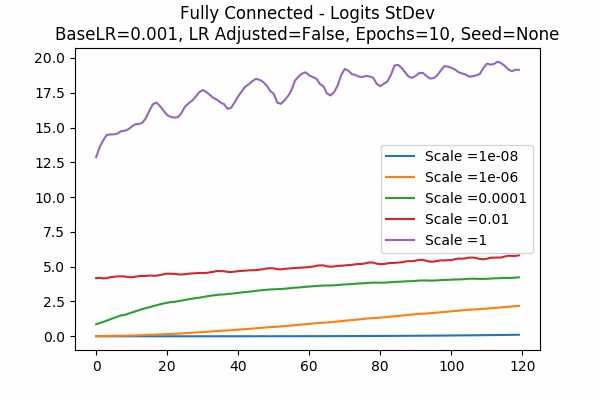 Fully Connected - Logits StDev
BaseLR=0.001, LR Adjusted=False, Epochs=10, Seed=None
20.0
17.5
15.0
12.5
10.0
7.5
5.0
2.5
0.0
Scale =1e-08
Scale =1e-06
Scale =0.0001
Scale =0.01
Scale =1
0 20 40 60 80 100 120